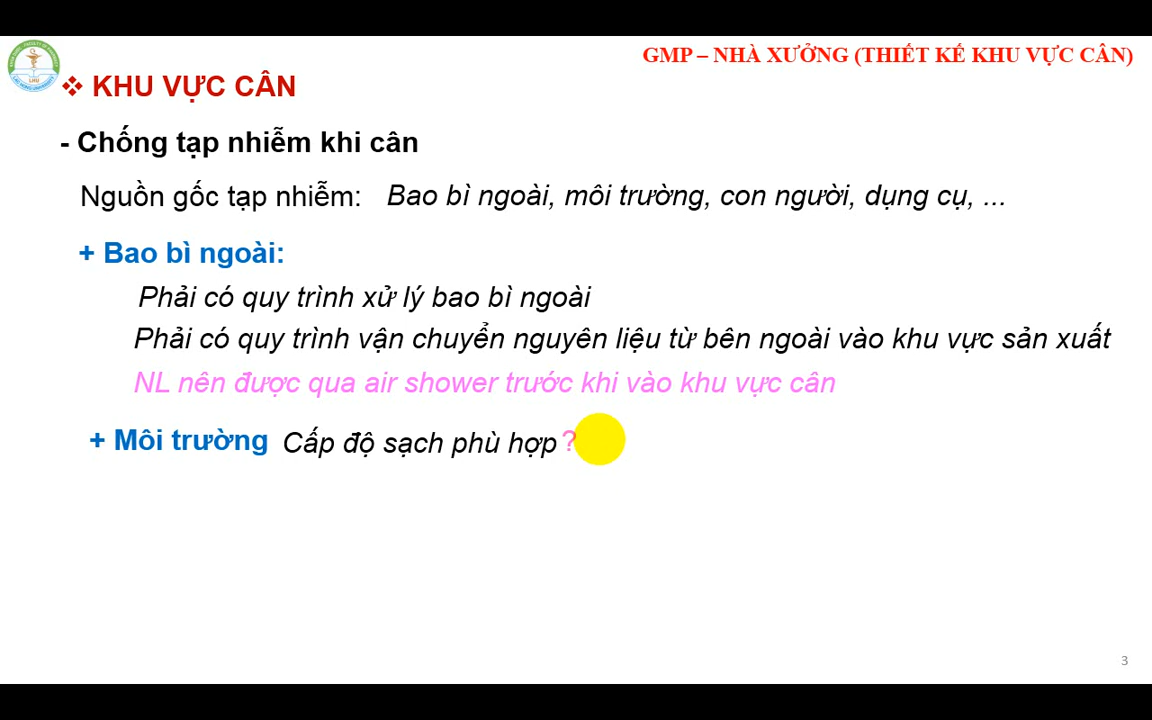 GMP – NHÀ XƯỞNG (THIẾT KẾ KHU VỰC CÂN)
❖ KHU VỰC CÂN
- Chống tạp nhiễm khi cân
Nguồn gốc tạp nhiễm: Bao bì ngoài, môi trường, con người, dụng cụ, ...
+ Bao bì ngoài:
Phải có quy trình xử lý bao bì ngoài
Phải có quy trình vận chuyển nguyên liệu từ bên ngoài vào khu vực sản xuất
NL nên được qua air shower trước khi vào khu vực cân
+ Môi trường Cấp độ sạch phù hợp ?
3